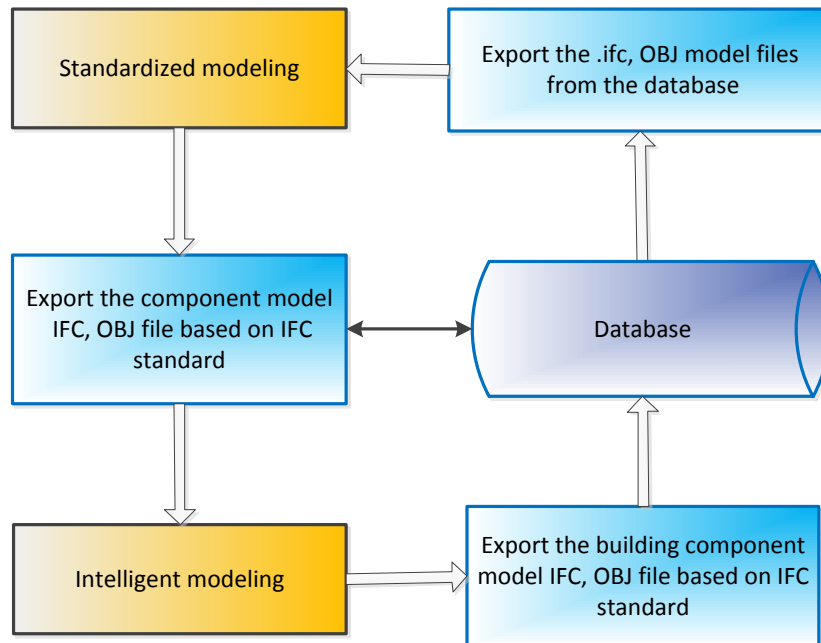 Standardized modeling
Export the .ifc, OBJ model files
from the database
Export the component model
IFC, OBJ file based on IFC
standard
Database
Intelligent modeling
Export the building component
model IFC, OBJ file based on IFC
standard